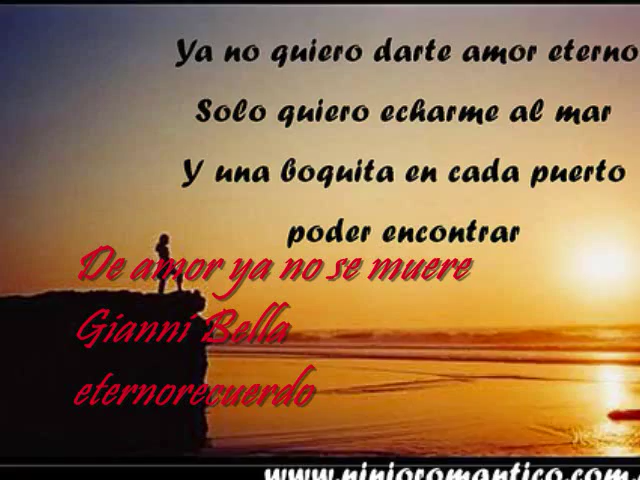 Ya no quiero darte amor eterno
Solo quiero echarme al mar
Y una boquita en cada puerto
poder encontrar
De amor ya no se muere
Gianni Bella
eternorecuerdo
www.ninioromantico.com